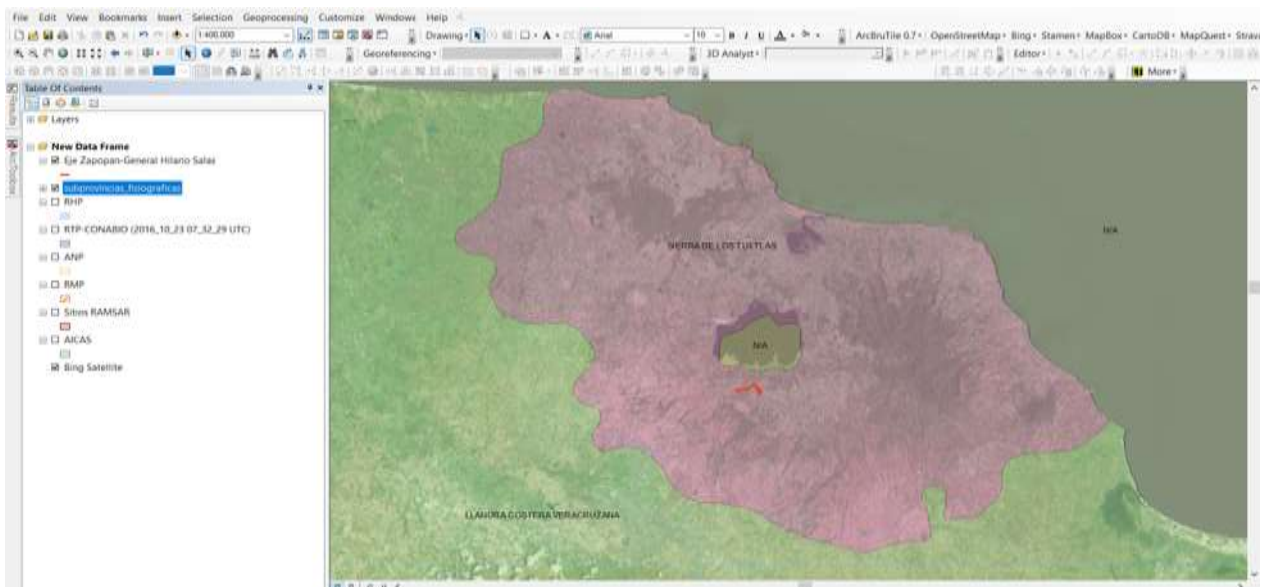 File Edit View Bookmarks Insert Selection Geoprocessing Customize Windows Help
1:400,000 Drawing Arial 10 B I U A ArcBruTile 0.7 OpenStreetMap Bing Stamen MapBox CartoDB MapQuest Strava
Georeferencing 3D Analyst Editor
More
Table Of Contents
Layers
New Data Frame
Eje Zapopan-General Hilario Salas
subprovincias_fisiograficas
RHP
RTP-CONABIO (2016_10_23 07_32_29 UTC)
ANP
RMP
Sitios RAMSAR
AICAS
Bing Satellite
ArcToolbox
N/A
SIERRA DE LOS TUXTLAS
N/A
LLANURA COSTERA VERACRUZANA